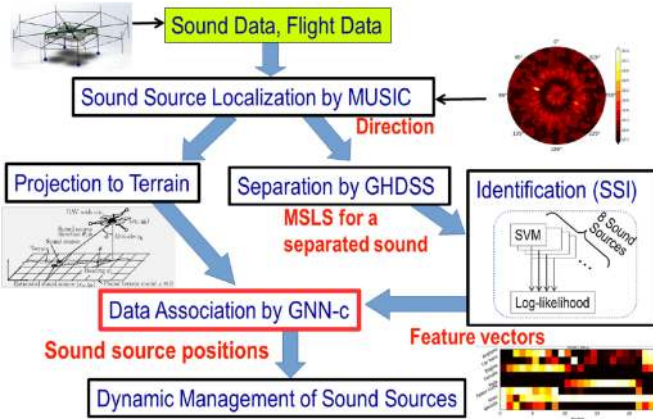 Sound Data, Flight Data
Sound Source Localization by MUSIC
Direction
Projection to Terrain
Separation by GHDSS
Identification (SSI)
MSLS for a
separated sound
SVM
8 Sound
Sources
...
Log-likelihood
Data Association by GNN-c
Feature vectors
Sound source positions
Dynamic Management of Sound Sources